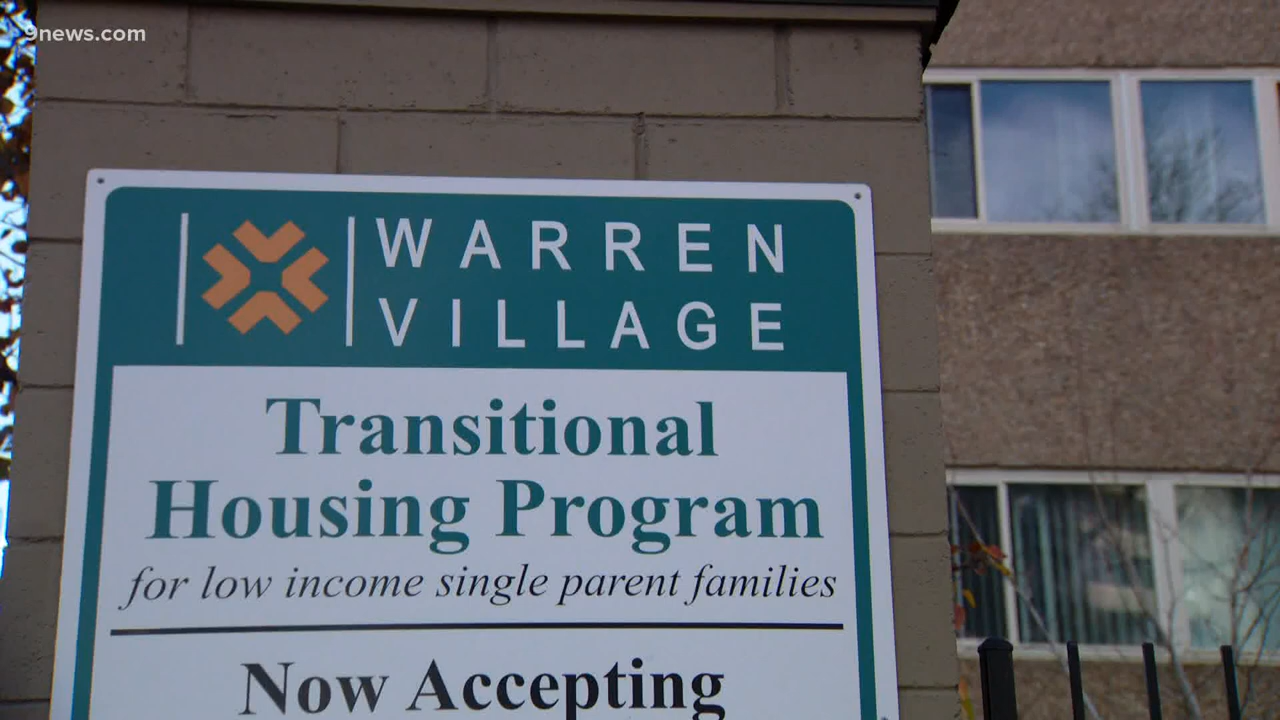 9news.com
WARREN
VILLAGE
Transitional
Housing Program
for low income single parent families
Now Accepting